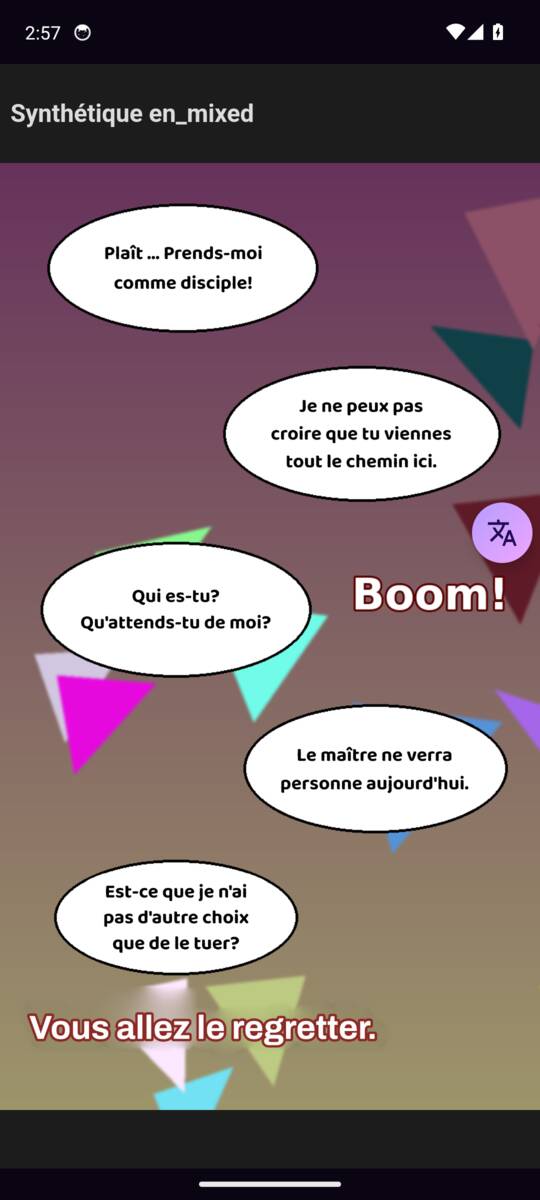 2:57
Synthétique en_mixed
Plaît ... Prends-moi
comme disciple!
Je ne peux pas
croire que tu viennes
tout le chemin ici.
Qui es-tu?
Qu'attends-tu de moi?
Boom!
Le maître ne verra
personne aujourd'hui.
Est-ce que je n'ai
pas d'autre choix
que de le tuer?
Vous allez le regretter.